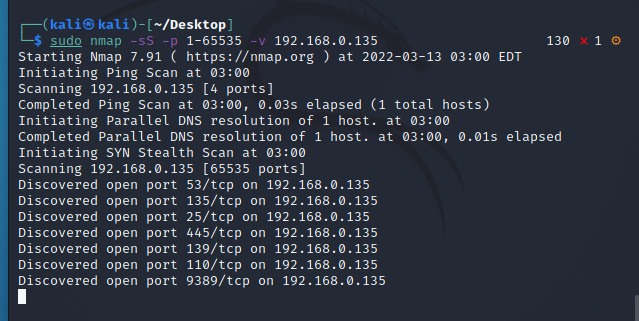 ┌──(kali㉿kali)-[~/Desktop]
└─$ sudo nmap -sS -p 1-65535 -v 192.168.0.135 130 ⨯ 1 ⚙
Starting Nmap 7.91 ( https://nmap.org ) at 2022-03-13 03:00 EDT
Initiating Ping Scan at 03:00
Scanning 192.168.0.135 [4 ports]
Completed Ping Scan at 03:00, 0.03s elapsed (1 total hosts)
Initiating Parallel DNS resolution of 1 host. at 03:00
Completed Parallel DNS resolution of 1 host. at 03:00, 0.01s elapsed
Initiating SYN Stealth Scan at 03:00
Scanning 192.168.0.135 [65535 ports]
Discovered open port 53/tcp on 192.168.0.135
Discovered open port 135/tcp on 192.168.0.135
Discovered open port 25/tcp on 192.168.0.135
Discovered open port 445/tcp on 192.168.0.135
Discovered open port 139/tcp on 192.168.0.135
Discovered open port 110/tcp on 192.168.0.135
Discovered open port 9389/tcp on 192.168.0.135